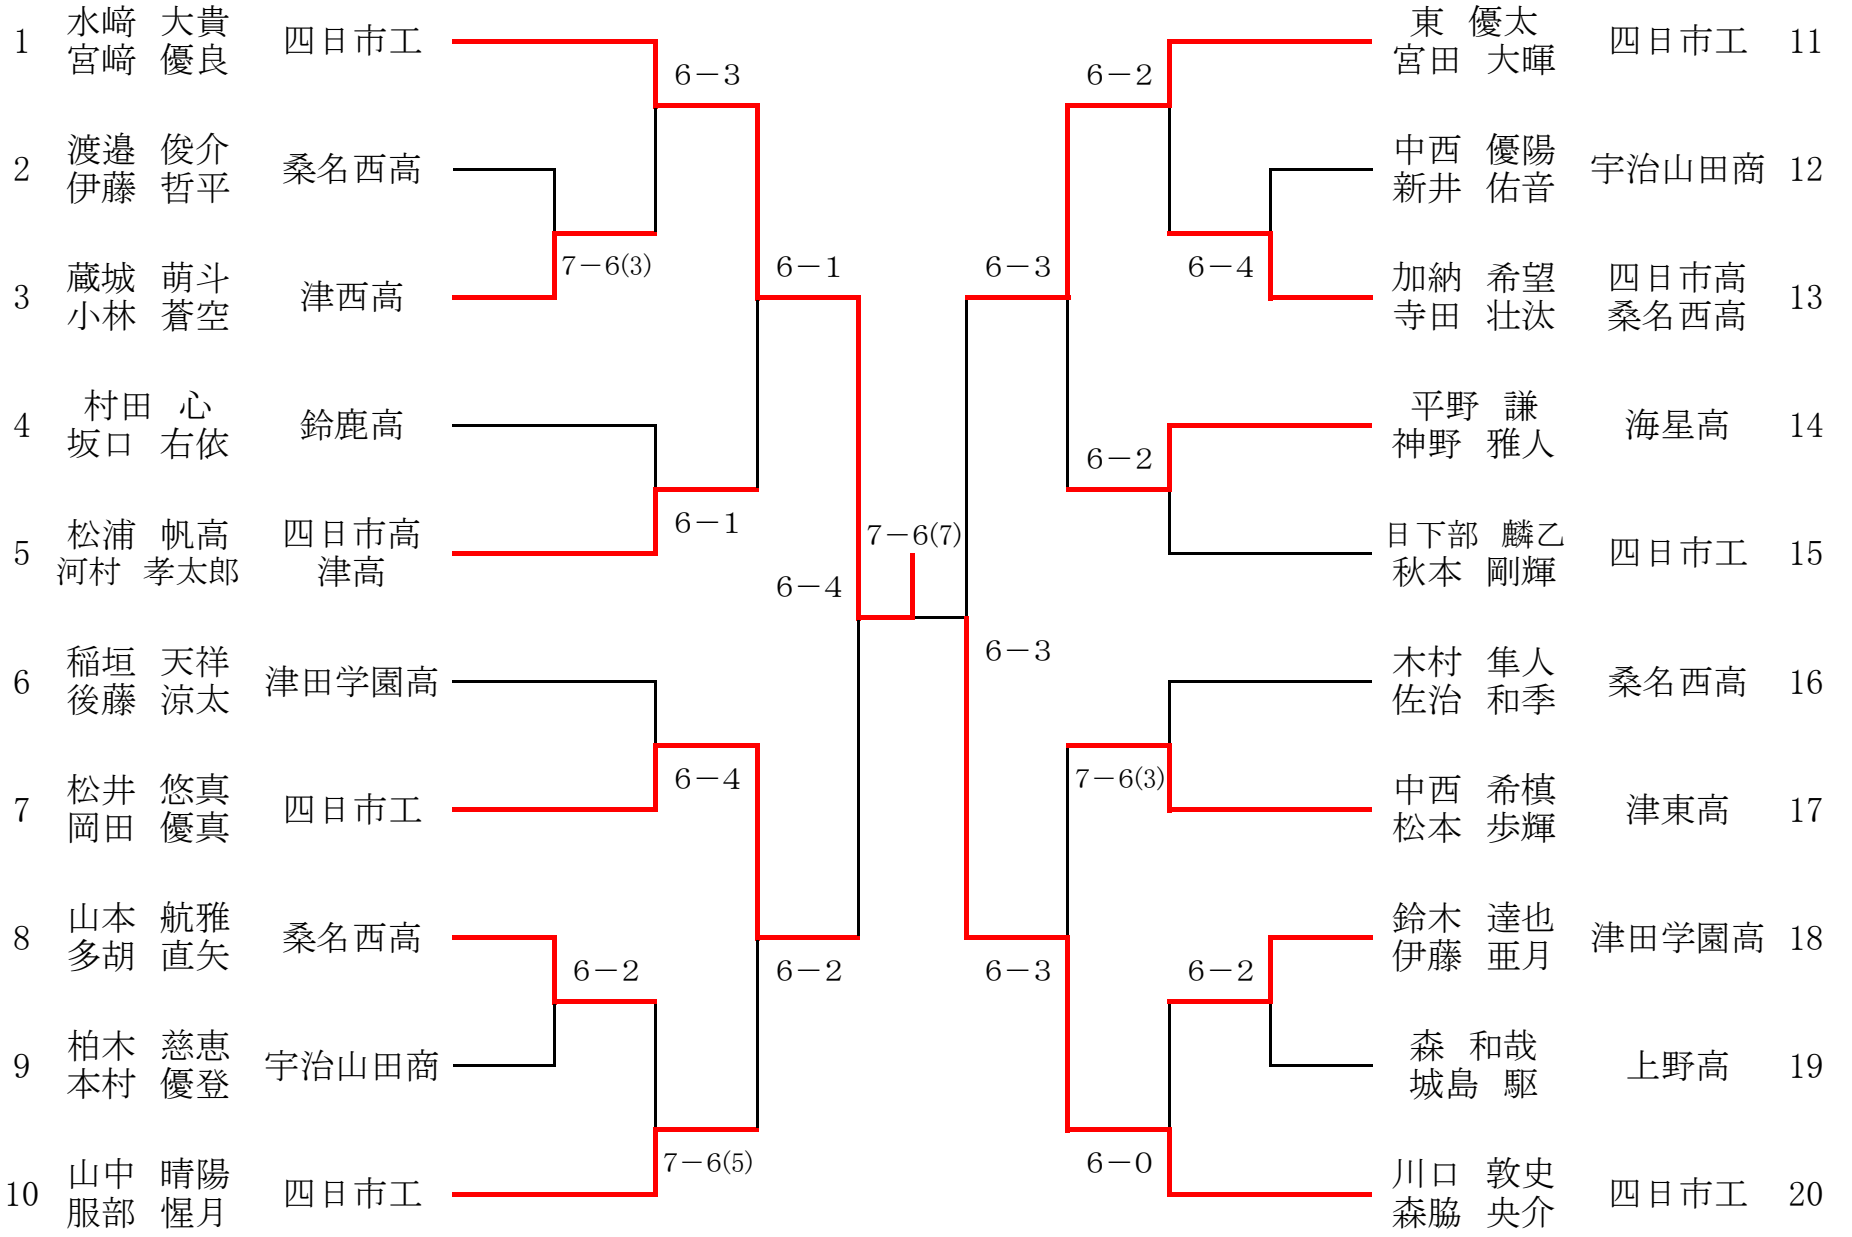 1 水﨑 大貴 四日市工
宮﨑 優良
6－3
2 渡邉 俊介 桑名西高
伊藤 哲平
7－6(3)
3 蔵城 萌斗 津西高
小林 蒼空
6－1
4 村田 心 鈴鹿高
坂口 右依
6－1
5 松浦 帆高 四日市高
河村 孝太郎 津高
6－4
7－6(7)
6 稲垣 天祥 津田学園高
後藤 涼太
6－4
7 松井 悠真 四日市工
岡田 優真
8 山本 航雅 桑名西高
多胡 直矢
6－2
6－2
9 柏木 慈恵 宇治山田商
本村 優登
7－6(5)
10 山中 晴陽 四日市工
服部 惺月
東 優太 四日市工 11
宮田 大暉
6－2
中西 優陽 宇治山田商 12
新井 佑音
6－3
6－4
加納 希望 四日市高 13
寺田 壮汰 桑名西高
平野 謙 海星高 14
神野 雅人
6－2
日下部 麟乙 四日市工 15
秋本 剛輝
6－3
木村 隼人 桑名西高 16
佐治 和季
7－6(3)
中西 希槙 津東高 17
松本 歩輝
鈴木 達也 津田学園高 18
伊藤 亜月
6－3
6－2
森 和哉 上野高 19
城島 駆
6－0
川口 敦史 四日市工 20
森脇 央介